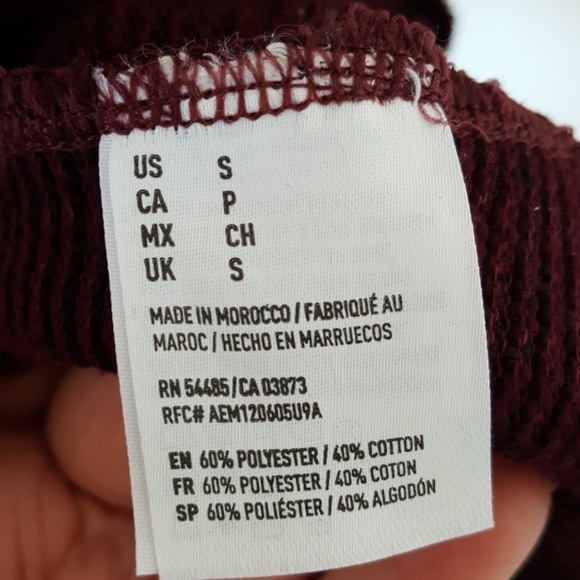 US S
CA P
MX CH
UK S
MADE IN MOROCCO / FABRIQUÉ AU
MAROC / HECHO EN MARRUECOS
RN 54485 / CA 03873
RFC# AEM120605U9A
EN 60% POLYESTER / 40% COTTON
FR 60% POLYESTER / 40% COTON
SP 60% POLIÉSTER / 40% ALGODÓN